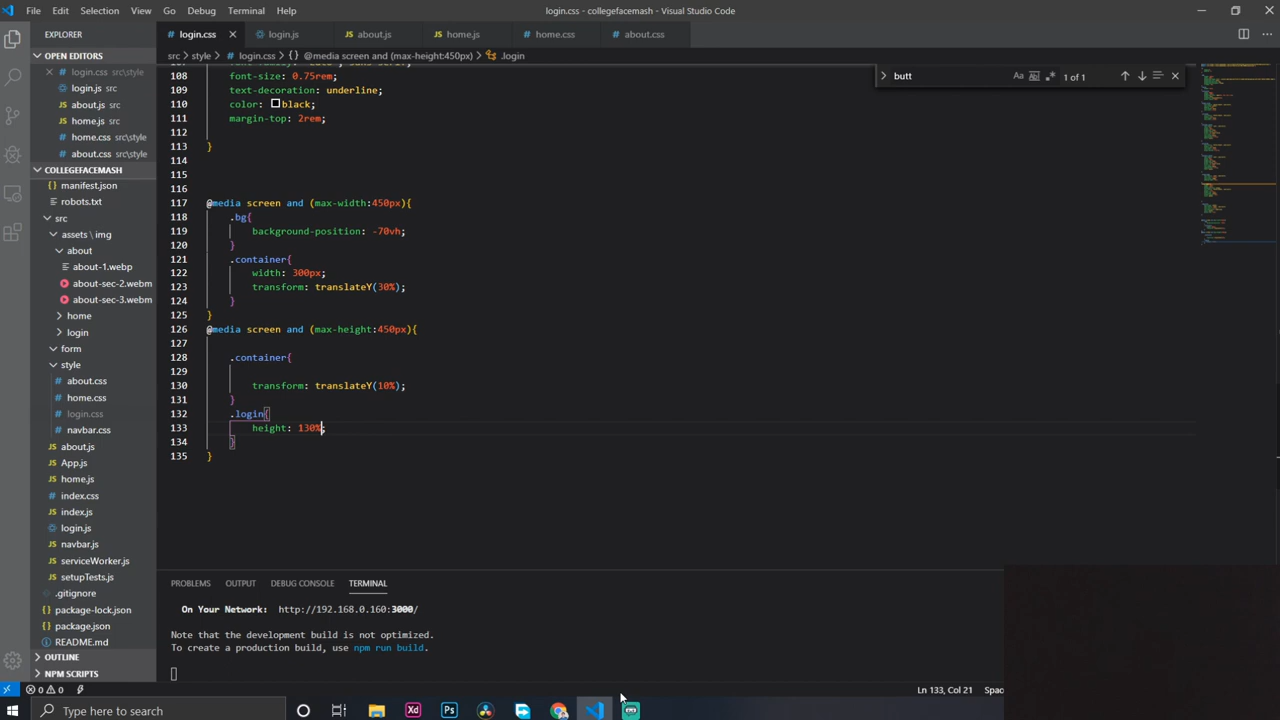 File Edit Selection View Go Debug Terminal Help
login.css - collegefacemash - Visual Studio Code
EXPLORER
OPEN EDITORS
login.css src\style
login.js src
about.js src
home.js src
home.css src\style
about.css src\style
COLLEGEFACEMASH
manifest.json
robots.txt
src
assets \ img
about
about-1.webp
about-sec-2.webm
about-sec-3.webm
home
login
form
style
about.css
home.css
login.css
navbar.css
about.js
App.js
home.js
index.css
index.js
login.js
navbar.js
serviceWorker.js
setupTests.js
.gitignore
package-lock.json
package.json
README.md
OUTLINE
NPM SCRIPTS
login.css login.js about.js home.js home.css about.css
src > style > login.css > {} @media screen and (max-height:450px) > .login
butt
Aa
1 of 1
108 font-size: 0.75rem;
109 text-decoration: underline;
110 color: black;
111 margin-top: 2rem;
112
113 }
114
115
116
117 @media screen and (max-width:450px){
118 .bg{
119 background-position: -70vh;
120 }
121 .container{
122 width: 300px;
123 transform: translateY(30%);
124 }
125 }
126 @media screen and (max-height:450px){
127
128 .container{
129
130 transform: translateY(10%);
131 }
132 .login{
133 height: 130%;
134 }
135 }
PROBLEMS OUTPUT DEBUG CONSOLE TERMINAL
On Your Network: http://192.168.0.160:3000/
Note that the development build is not optimized.
To create a production build, use npm run build.
0 0
Ln 133, Col 21
Type here to search
Xd
Ps